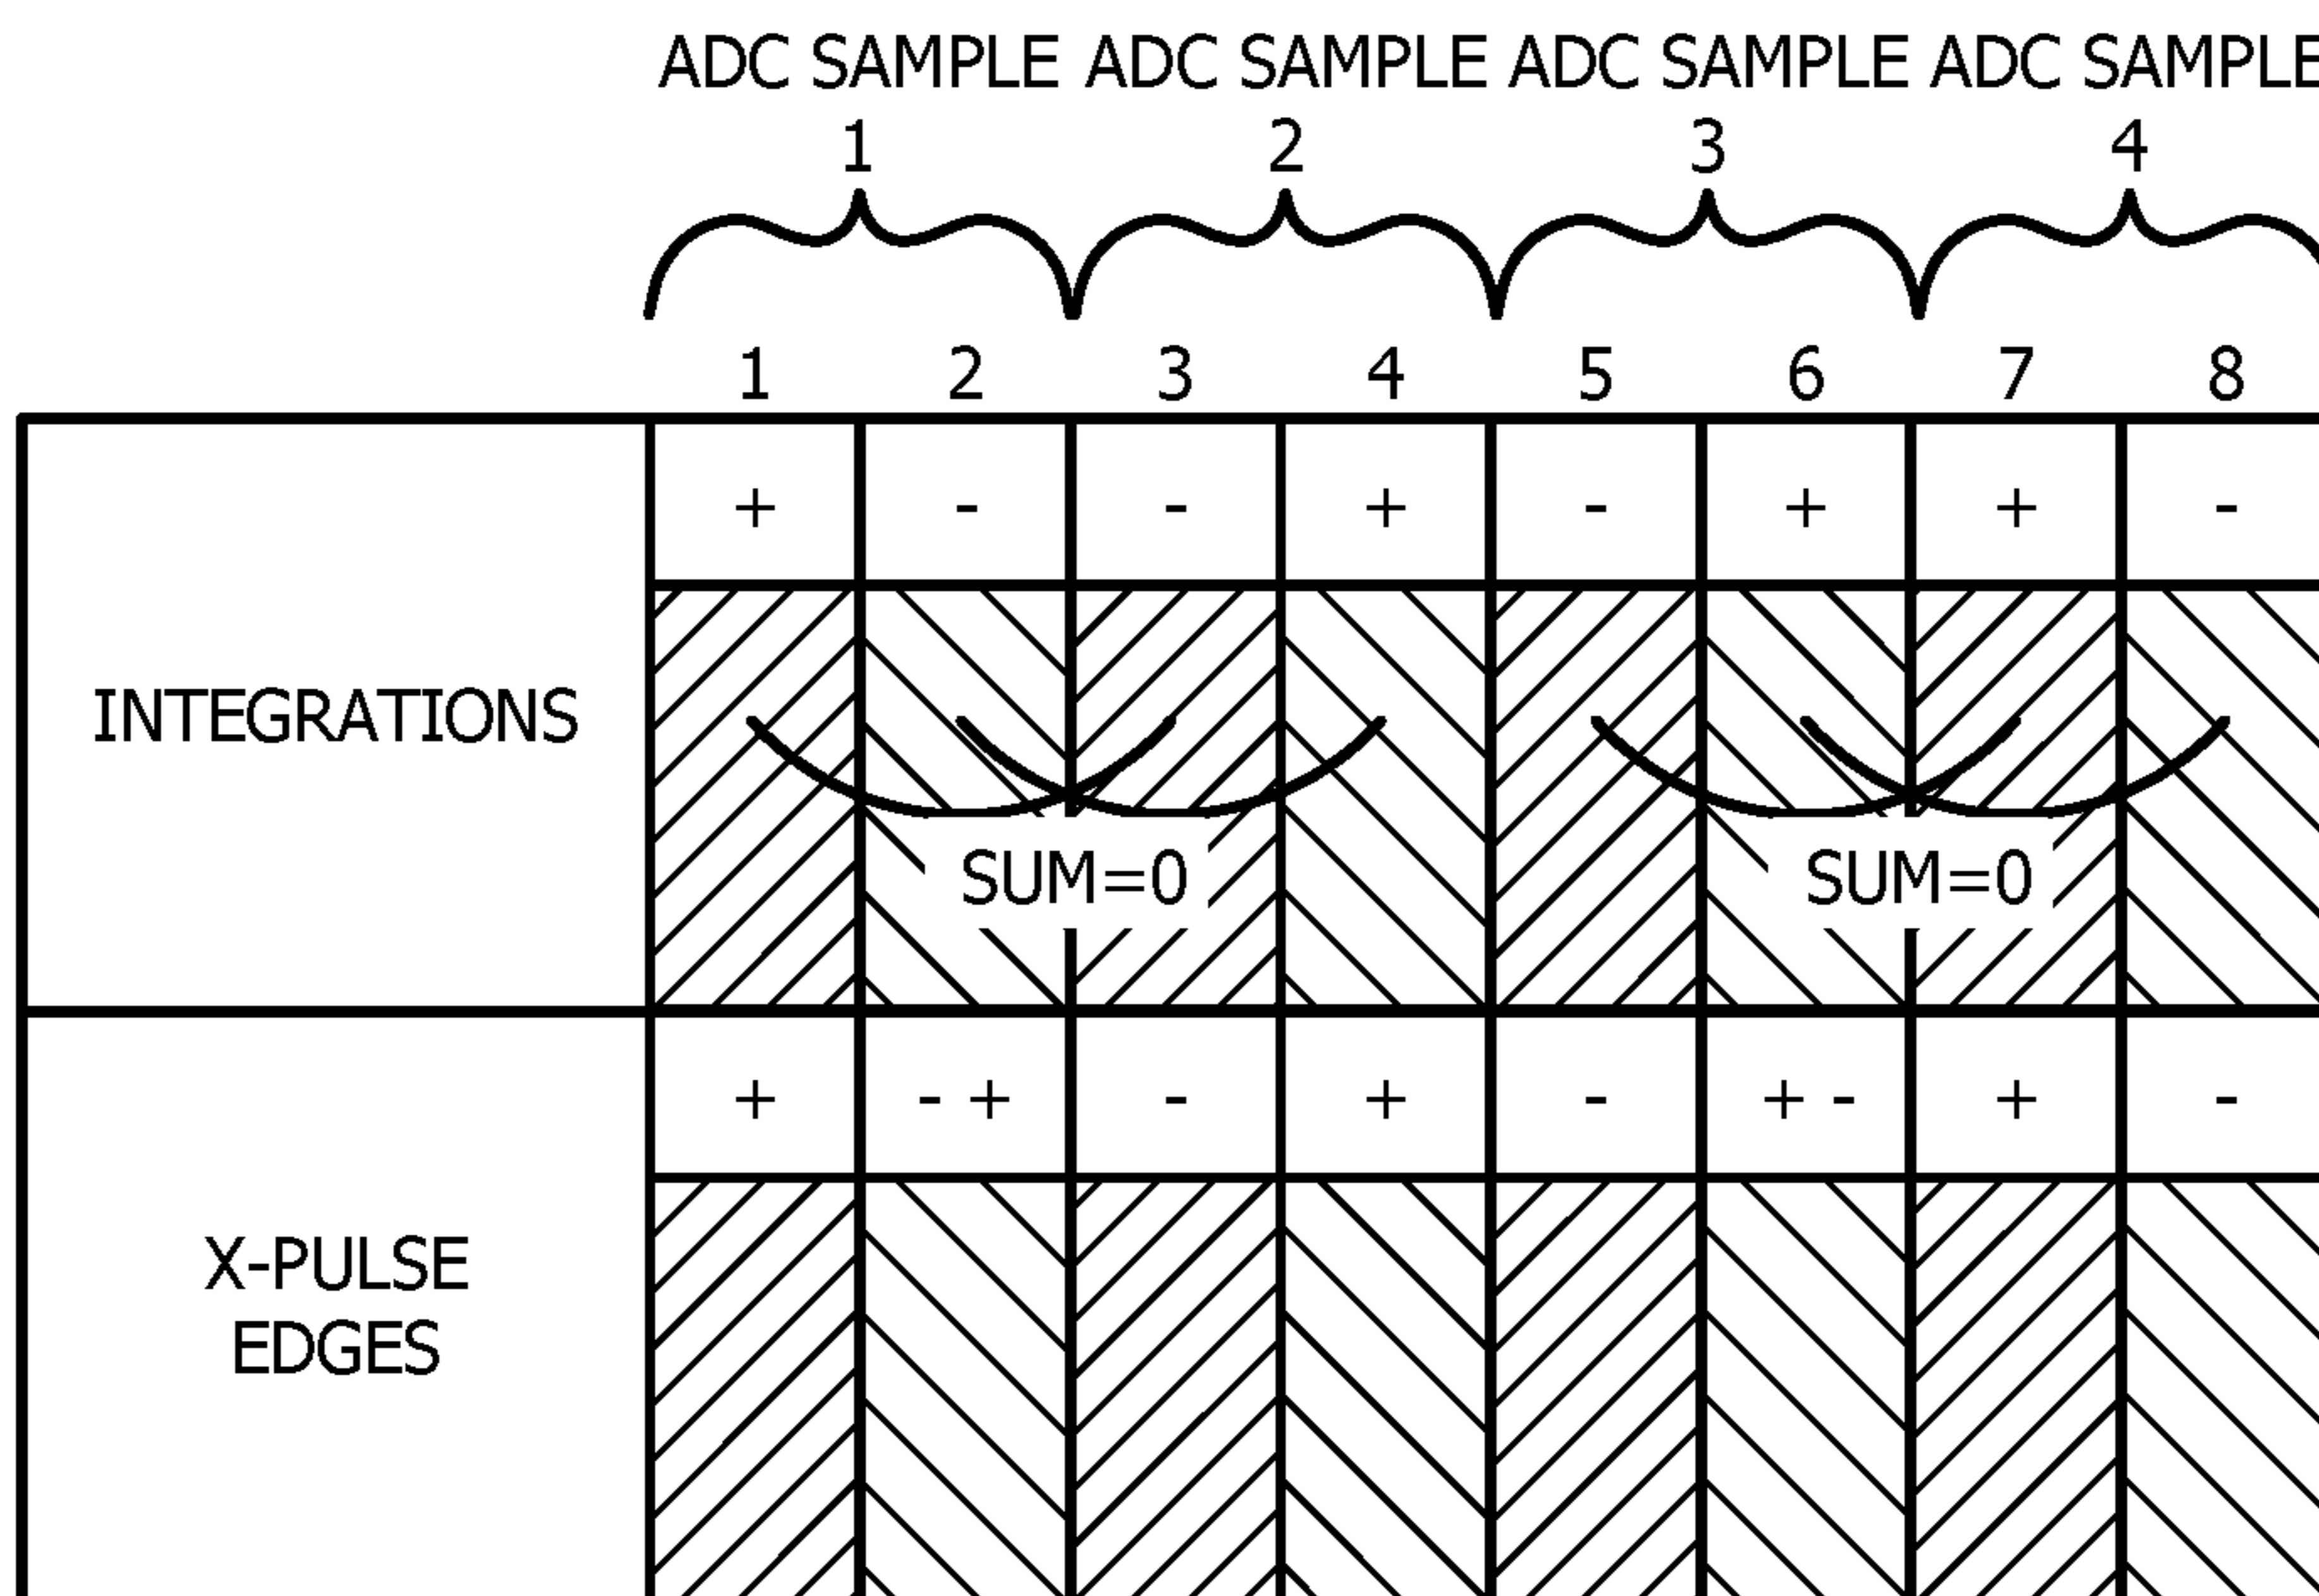 ADC SAMPLE ADC SAMPLE ADC SAMPLE ADC SAMPLE
1 2 3 4
1 2 3 4 5 6 7 8
+ - - + - + + -
INTEGRATIONS
SUM=0 SUM=0
+ - + - + - + - + -
X-PULSE
EDGES